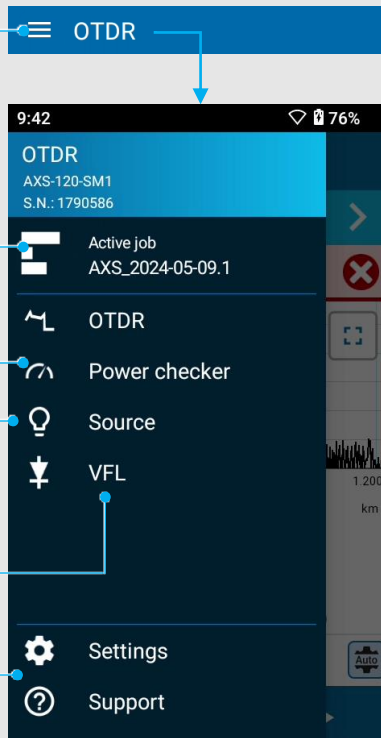 OTDR
9:42
76%
OTDR
AXS-120-SM1
S.N.: 1790586
Active job
AXS_2024-05-09.1
OTDR
Power checker
Source
VFL
1.200
km
Settings
Auto
Support